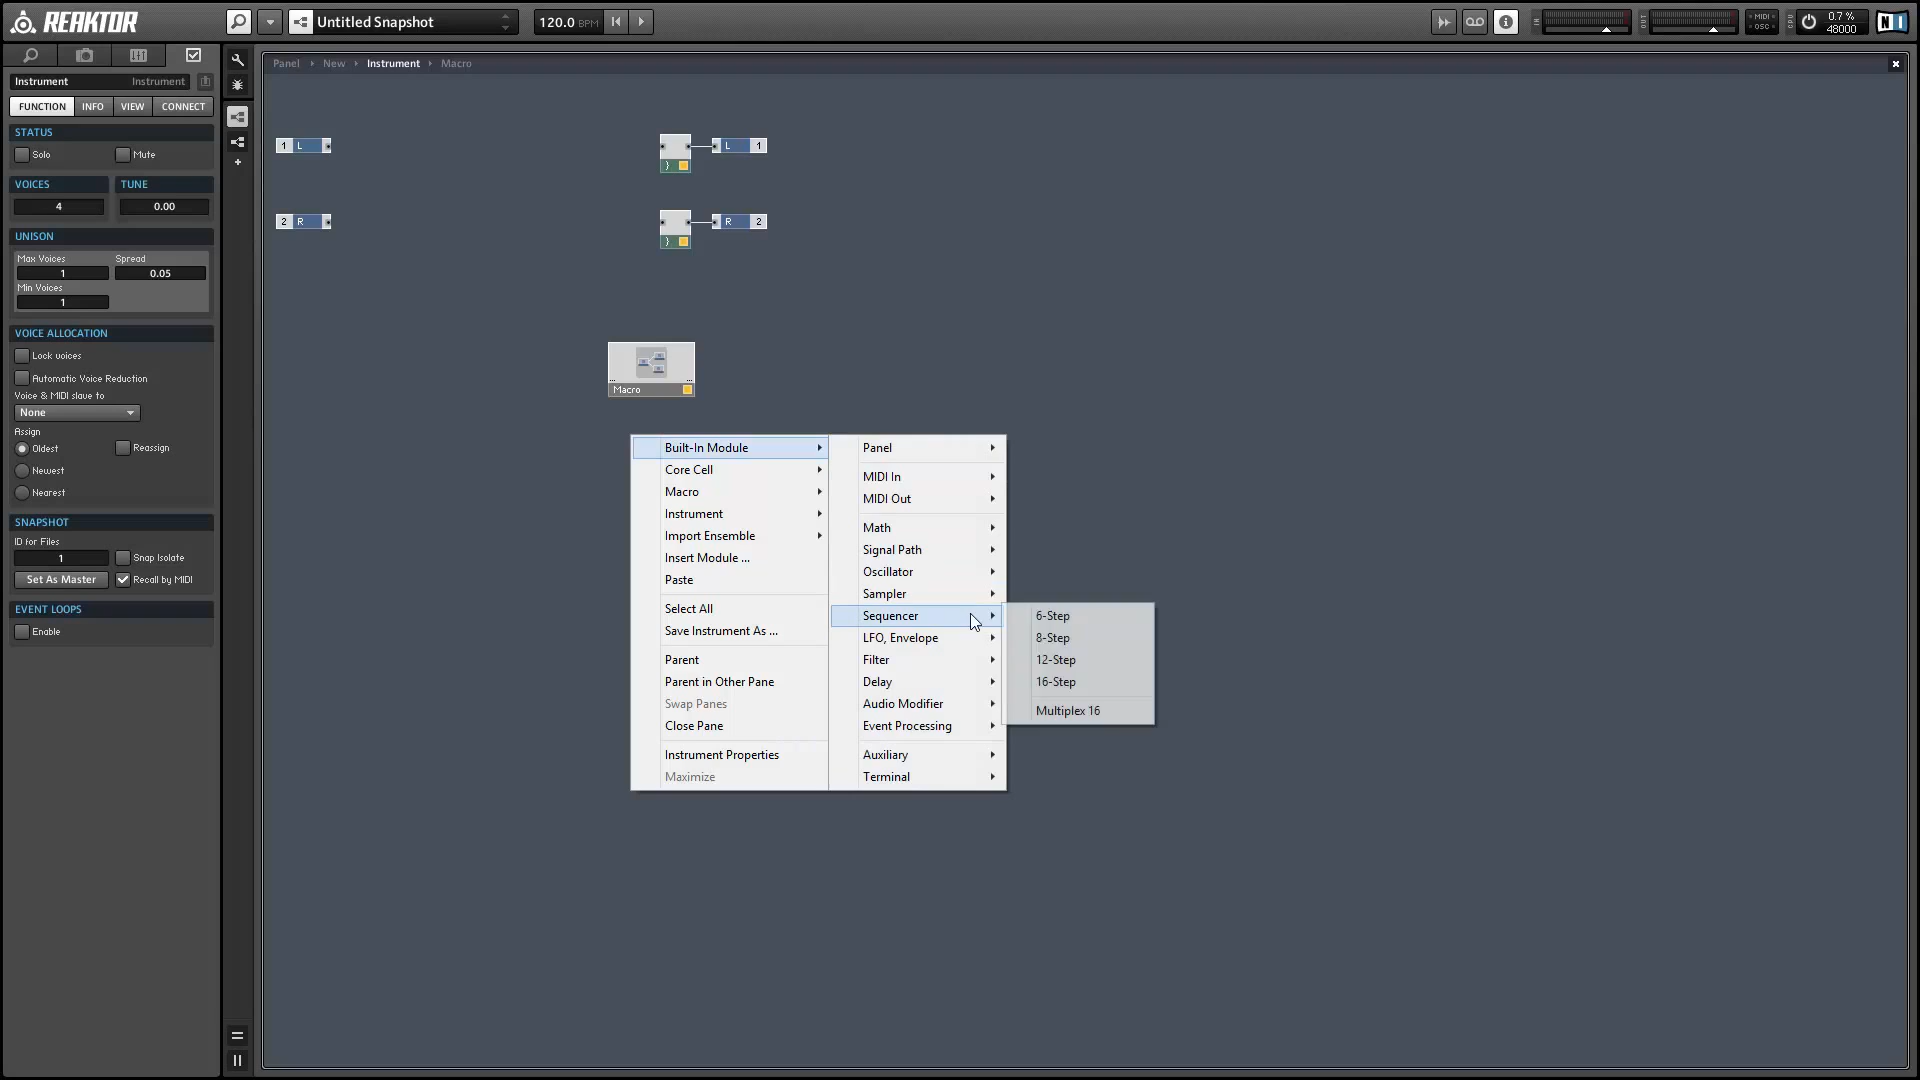 REAKTOR
Untitled Snapshot
120.0 BPM
IN
OUT
MIDI
OSC
CPU
0.7 %
48000
NI
Instrument Instrument
FUNCTION INFO VIEW CONNECT
STATUS
Solo Mute
VOICES TUNE
4 0.00
UNISON
Max Voices Spread
1 0.05
Min Voices
1
VOICE ALLOCATION
Lock voices
Automatic Voice Reduction
Voice & MIDI slave to
None
Assign
Oldest Reassign
Newest
Nearest
SNAPSHOT
ID for Files
1 Snap Isolate
Set As Master Recall by MIDI
EVENT LOOPS
Enable
Panel New Instrument Macro
1 L
L 1
}
2 R
R 2
}
Macro
Built-In Module
Core Cell
Macro
Instrument
Import Ensemble
Insert Module ...
Paste
Select All
Save Instrument As ...
Parent
Parent in Other Pane
Swap Panes
Close Pane
Instrument Properties
Maximize
Panel
MIDI In
MIDI Out
Math
Signal Path
Oscillator
Sampler
Sequencer
LFO, Envelope
Filter
Delay
Audio Modifier
Event Processing
Auxiliary
Terminal
6-Step
8-Step
12-Step
16-Step
Multiplex 16